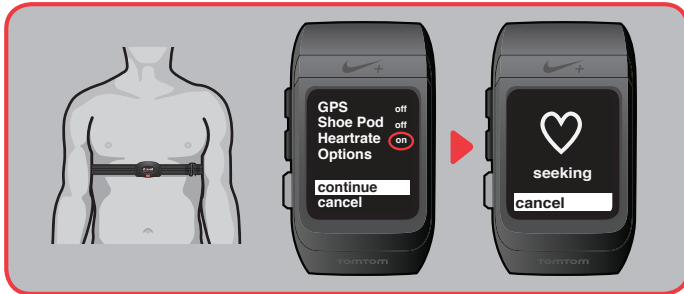 GPS off
Shoe Pod off
Heartrate on
Options
continue
cancel
TOMTOM
seeking
cancel
TOMTOM